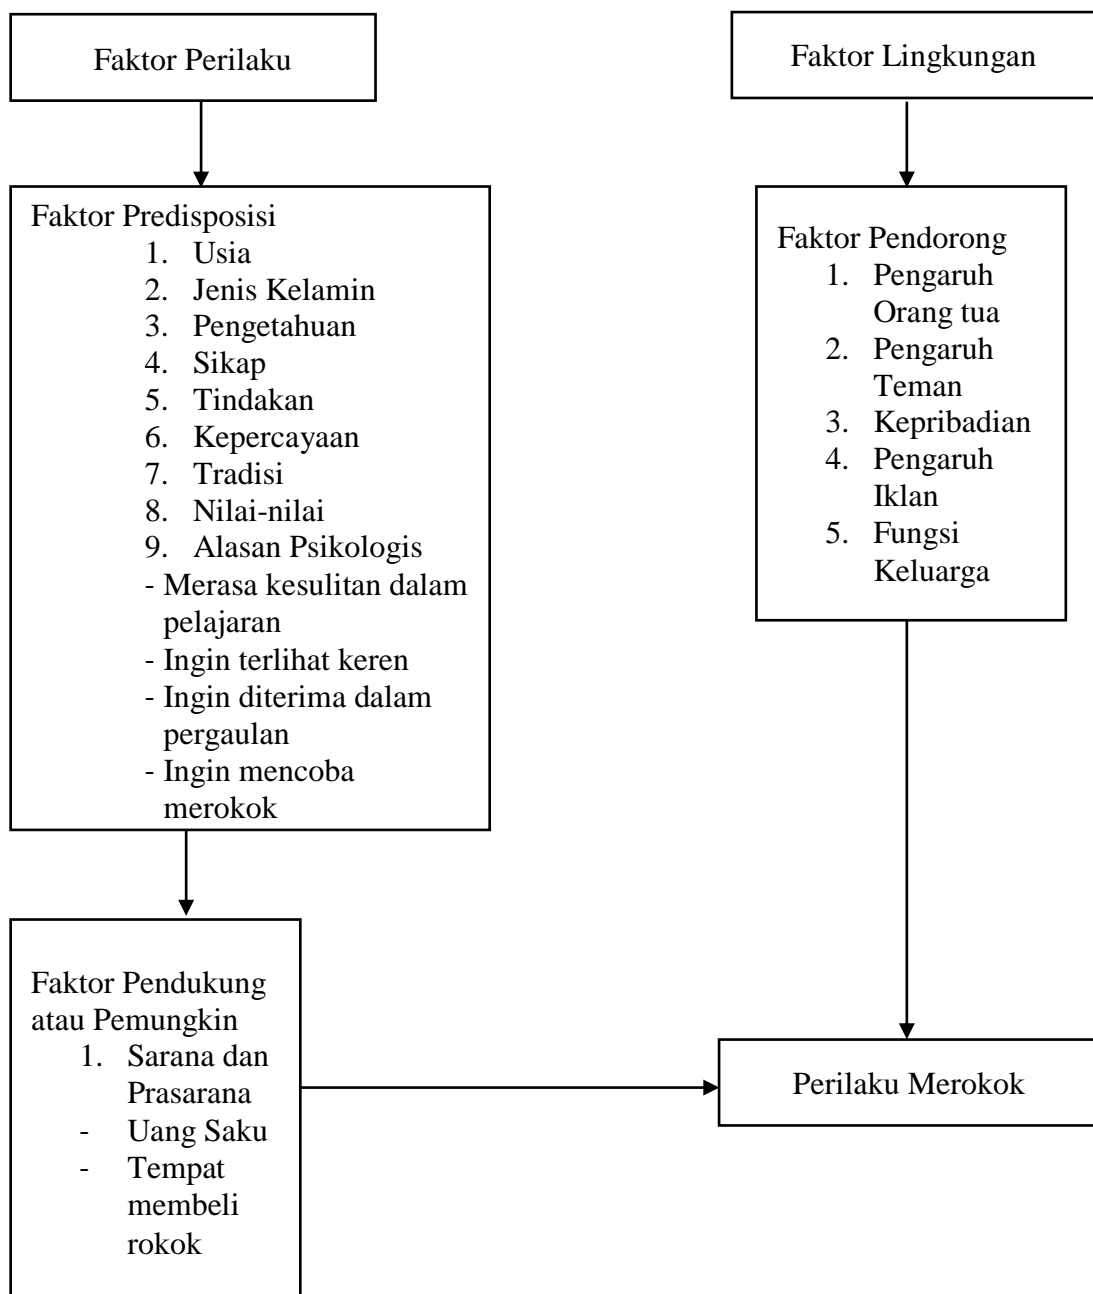 Faktor Perilaku
Faktor Lingkungan
Faktor Predisposisi
1. Usia
2. Jenis Kelamin
3. Pengetahuan
4. Sikap
5. Tindakan
6. Kepercayaan
7. Tradisi
8. Nilai-nilai
9. Alasan Psikologis
- Merasa kesulitan dalam
pelajaran
- Ingin terlihat keren
- Ingin diterima dalam
pergaulan
- Ingin mencoba
merokok
Faktor Pendorong
1. Pengaruh
Orang tua
2. Pengaruh
Teman
3. Kepribadian
4. Pengaruh
Iklan
5. Fungsi
Keluarga
Faktor Pendukung
atau Pemungkin
1. Sarana dan
Prasarana
- Uang Saku
- Tempat
membeli
rokok
Perilaku Merokok